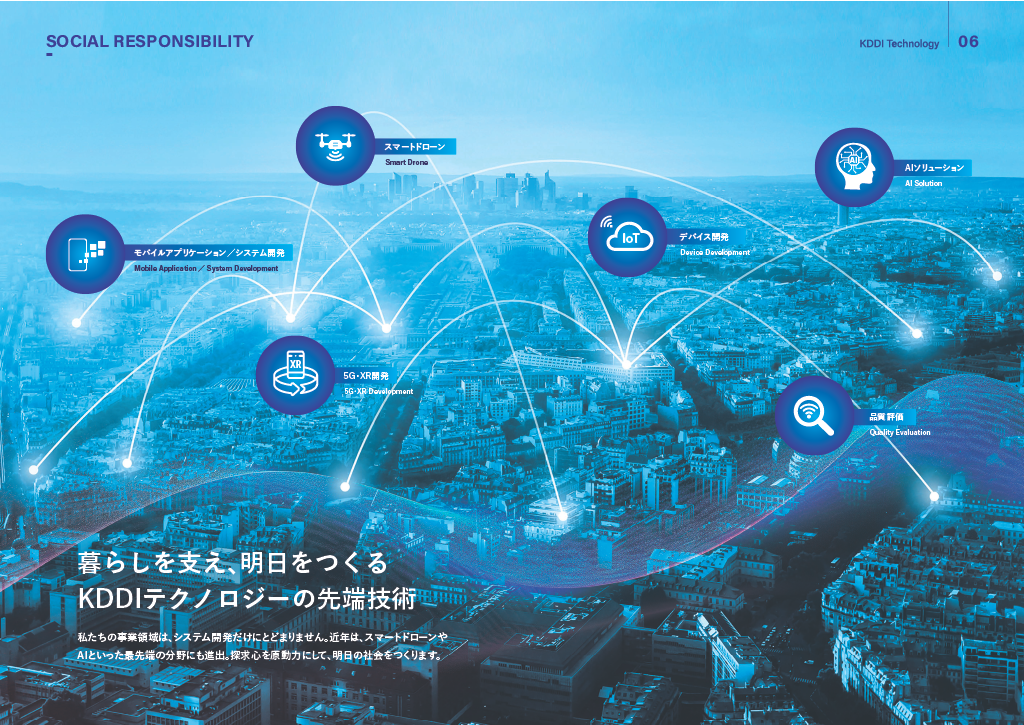 SOCIAL RESPONSIBILITY
KDDI Technology
06
スマートドローン
Smart Drone
AI
AIソリューション
AI Solution
モバイルアプリケーション／システム開発
Mobile Application ／ System Development
IoT
デバイス開発
Device Development
XR
5G・XR開発
5G・XR Development
品質評価
Quality Evaluation
暮らしを支え、明日をつくる
KDDIテクノロジーの先端技術
私たちの事業領域は、システム開発だけにとどまりません。近年は、スマートドローンや
AIといった最先端の分野にも進出。探求心を原動力にして、明日の社会をつくります。